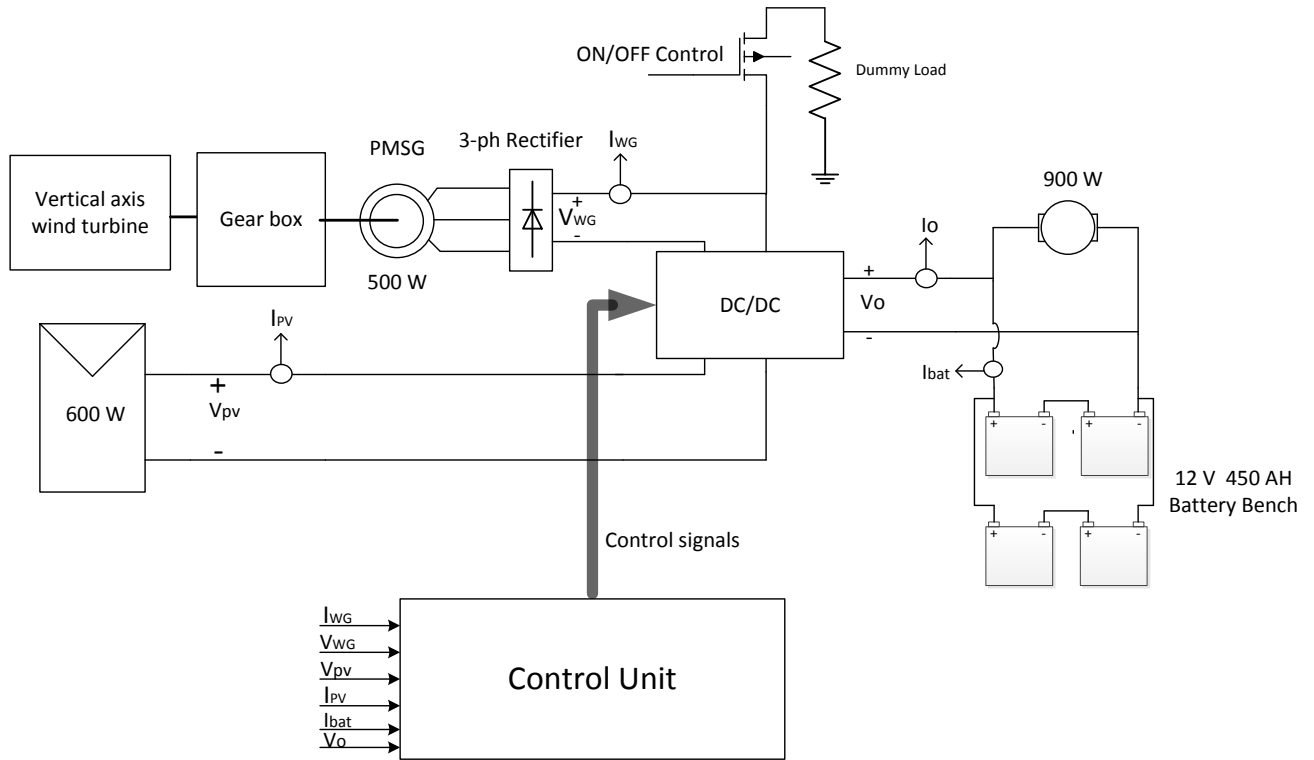 ON/OFF Control
Dummy Load
PMSG
3-ph Rectifier
IWG
900 W
Vertical axis
wind turbine
Gear box
+
VWG
-
500 W
Io
+
Vo
-
DC/DC
IPV
+
Vpv
-
600 W
Ibat
+ - + -
+ - + -
12 V 450 AH
Battery Bench
Control signals
IWG
VWG
Vpv
IPV
Ibat
Vo
Control Unit